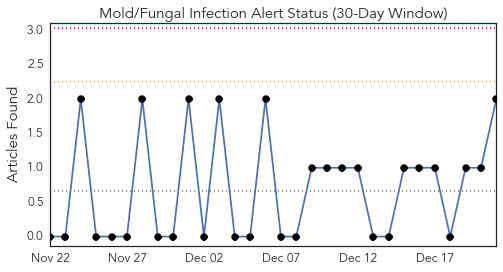 Mold/Fungal Infection Alert Status (30-Day Window)
Articles Found
3.0
2.5
2.0
1.5
1.0
0.5
0.0
Nov 22 Nov 27 Dec 02 Dec 07 Dec 12 Dec 17